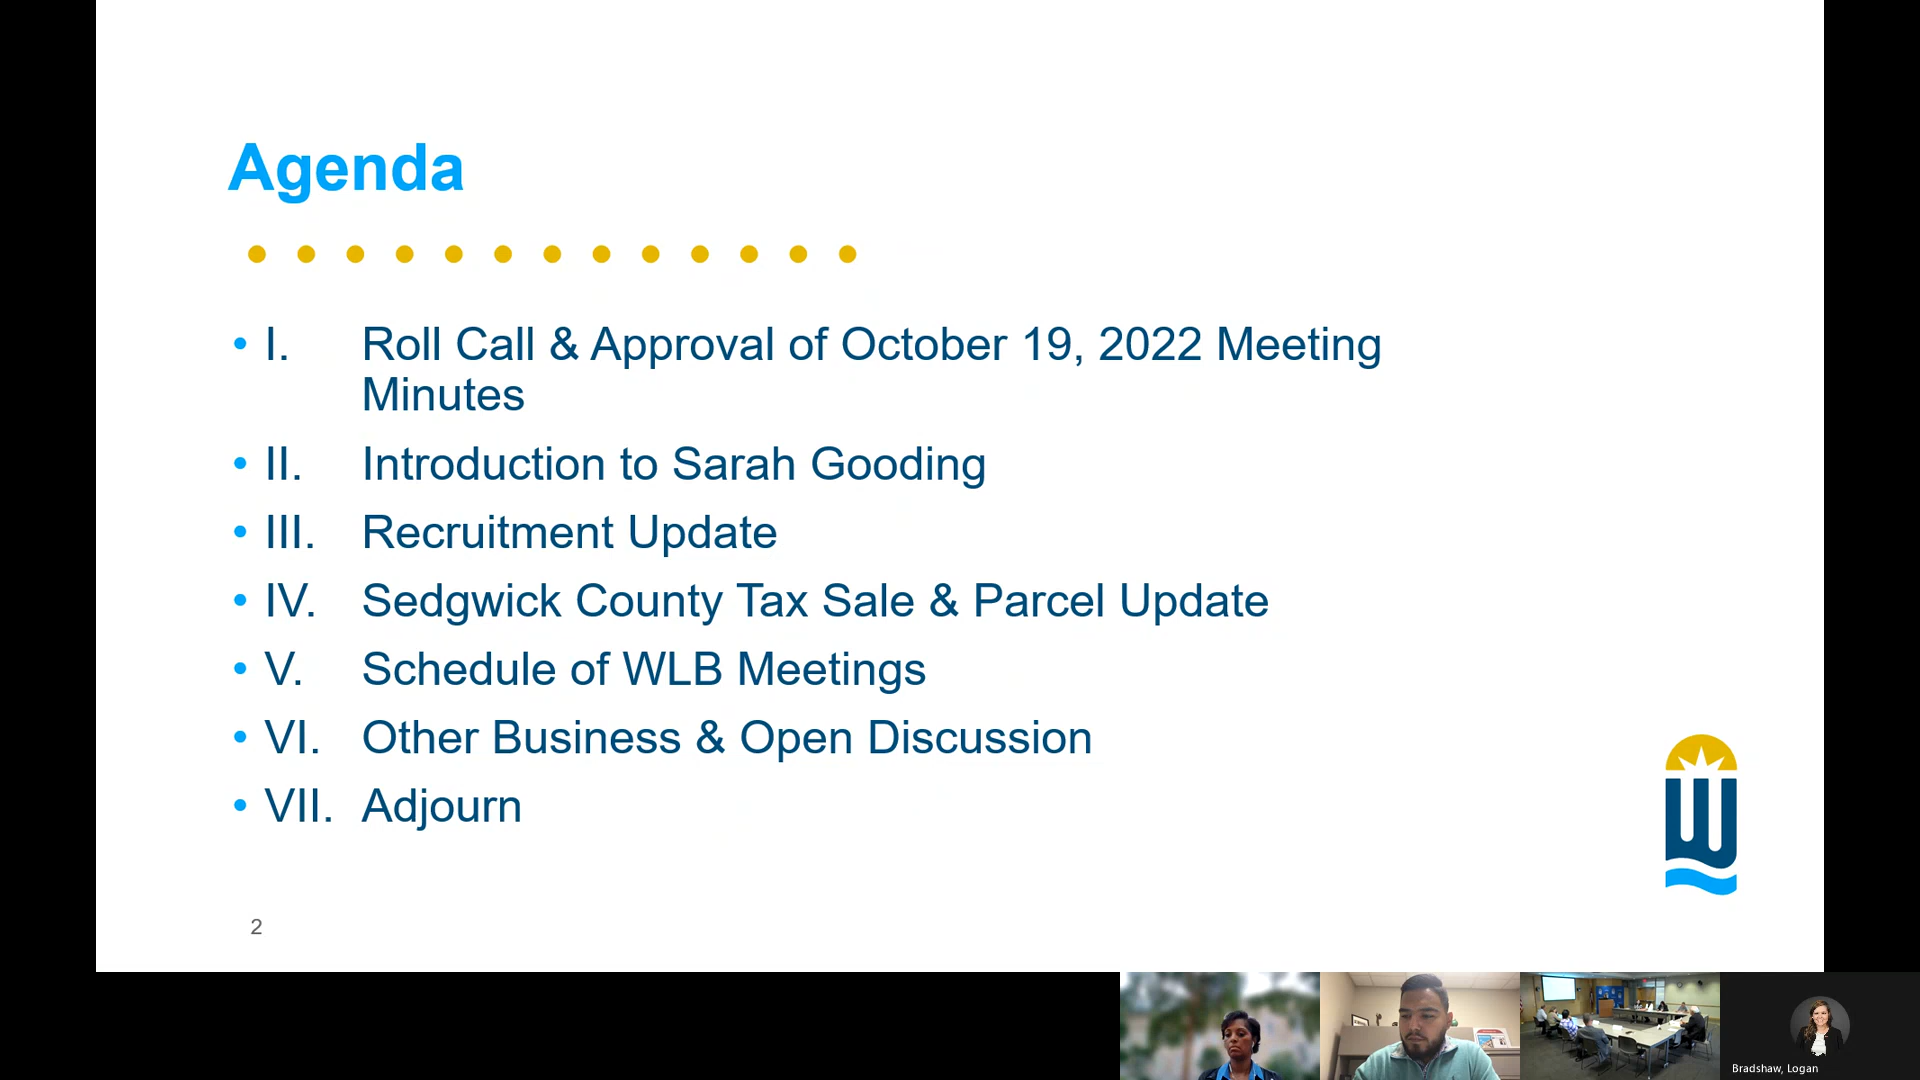 Agenda
• I. Roll Call & Approval of October 19, 2022 Meeting
Minutes
• II. Introduction to Sarah Gooding
• III. Recruitment Update
• IV. Sedgwick County Tax Sale & Parcel Update
• V. Schedule of WLB Meetings
• VI. Other Business & Open Discussion
• VII. Adjourn
2
Bradshaw, Logan